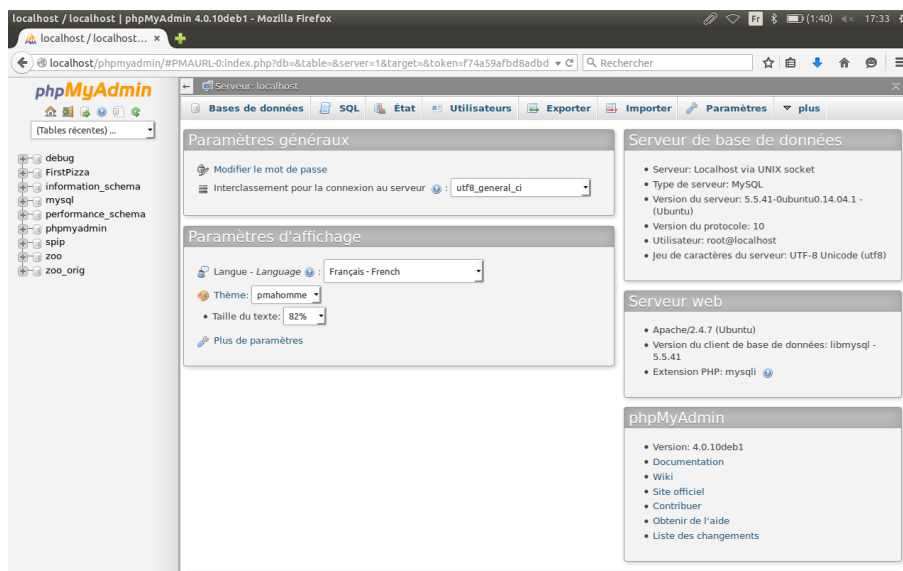 localhost / localhost | phpMyAdmin 4.0.10deb1 - Mozilla Firefox
Fr
(1:40)
17:33
localhost / localhost...
localhost/phpmyadmin/#PMAURL-0:index.php?db=&table=&server=1&target=&token=f74a59afbd8adbd
Rechercher
phpMyAdmin
(Tables récentes) ...
debug
FirstPizza
information_schema
mysql
performance_schema
phpmyadmin
spip
zoo
zoo_orig
Serveur: localhost
Bases de données SQL État Utilisateurs Exporter Importer Paramètres plus
Paramètres généraux
Modifier le mot de passe
Interclassement pour la connexion au serveur : utf8_general_ci
Paramètres d'affichage
Langue - Language : Français - French
Thème: pmahomme
Taille du texte: 82%
Plus de paramètres
Serveur de base de données
Serveur: Localhost via UNIX socket
Type de serveur: MySQL
Version du serveur: 5.5.41-0ubuntu0.14.04.1 -
(Ubuntu)
Version du protocole: 10
Utilisateur: root@localhost
Jeu de caractères du serveur: UTF-8 Unicode (utf8)
Serveur web
Apache/2.4.7 (Ubuntu)
Version du client de base de données: libmysql -
5.5.41
Extension PHP: mysqli
phpMyAdmin
Version: 4.0.10deb1
Documentation
Wiki
Site officiel
Contribuer
Obtenir de l'aide
Liste des changements